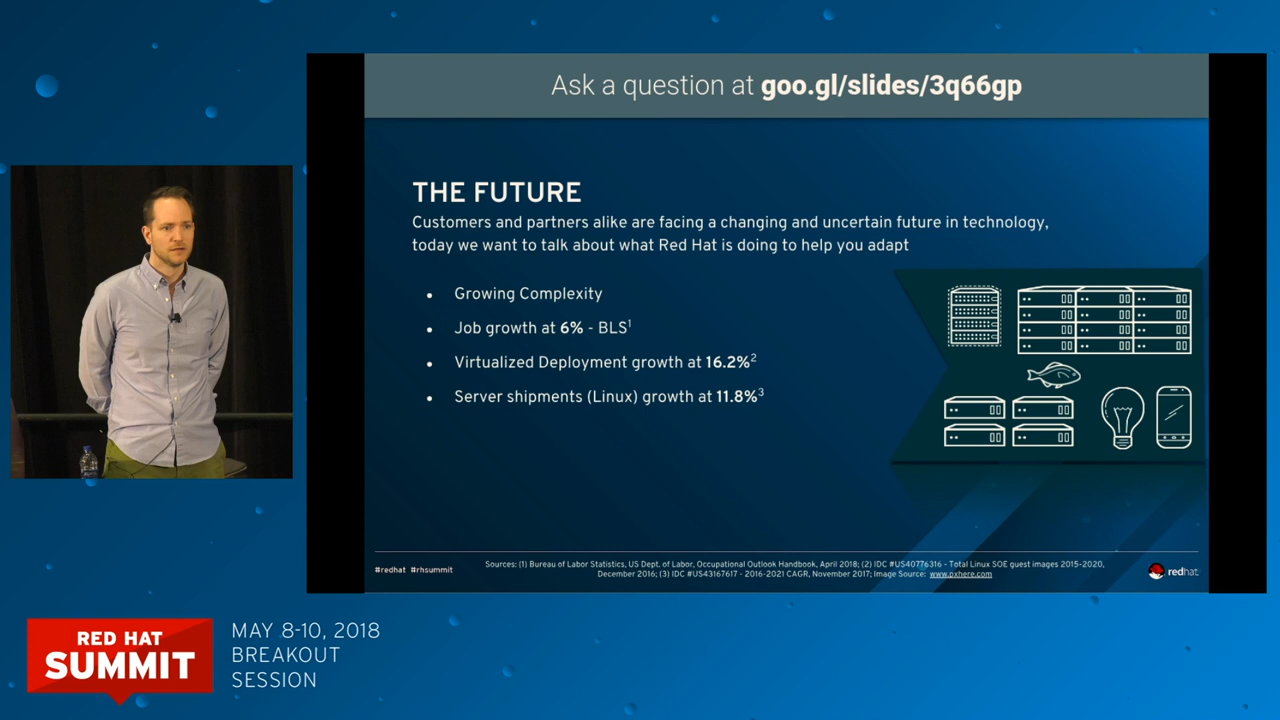 Ask a question at goo.gl/slides/3q66gp
THE FUTURE
Customers and partners alike are facing a changing and uncertain future in technology,
today we want to talk about what Red Hat is doing to help you adapt
• Growing Complexity
• Job growth at 6% - BLS¹
• Virtualized Deployment growth at 16.2%²
• Server shipments (Linux) growth at 11.8%³
#redhat #rhsummit
Sources: (1) Bureau of Labor Statistics, US Dept. of Labor, Occupational Outlook Handbook, April 2018; (2) IDC #US40776316 - Total Linux SOE guest images 2015-2020,
December 2016; (3) IDC #US43167617 - 2016-2021 CAGR, November 2017; Image Source: www.pxhere.com
redhat
RED HAT
SUMMIT
MAY 8-10, 2018
BREAKOUT
SESSION